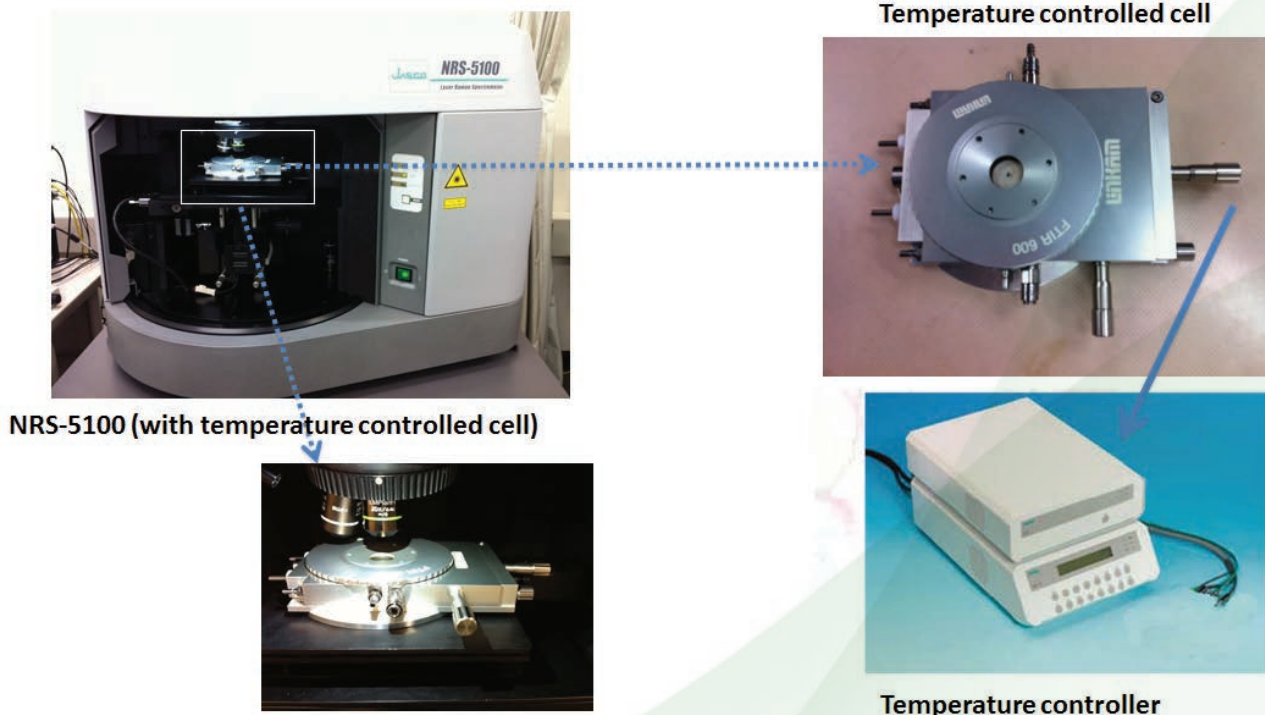 Temperature controlled cell
Jasco NRS-5100
Laser Raman Spectrometer
LINKAM
LINKAM
FTIR 600
NRS-5100 (with temperature controlled cell)
Temperature controller